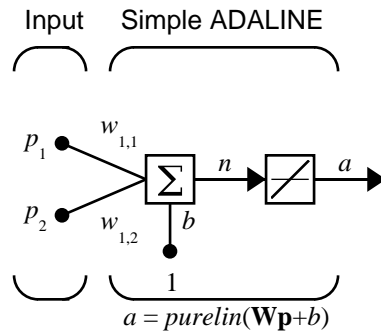 Input Simple ADALINE
p1 w1,1
Σ n a
p2 w1,2 b
1
a = purelin(Wp+b)